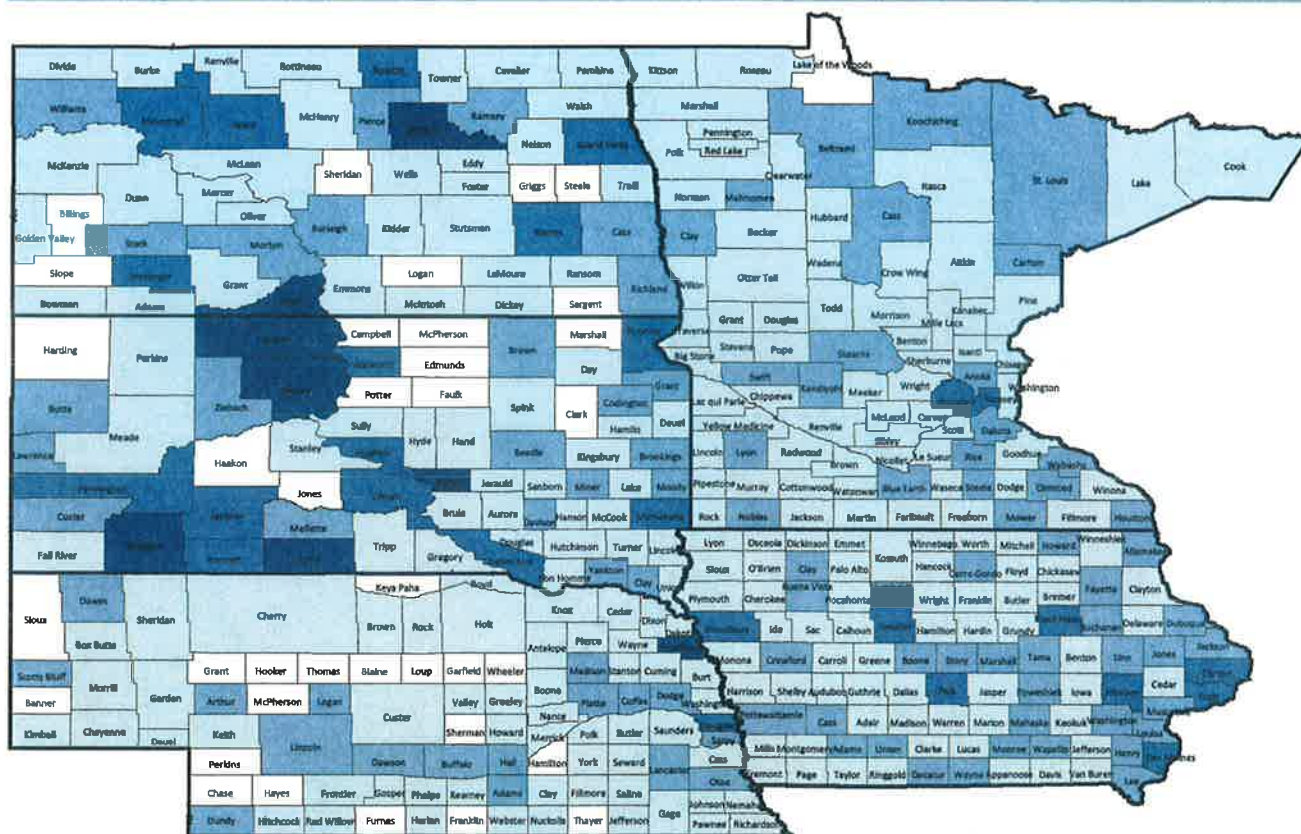 Divide Burke Renville Bottineau Towner Cavalier Pembina Kittson Roseau Lake of the Woods
Williams Ward McHenry Pierce Ramsey Walsh Marshall Koochiching
Nelson Grand Forks Pennington
Red Lake
Polk Beltrami St. Louis Cook
McKenzie McLean Sheridan Wells Eddy Clearwater Itasca Lake
Dunn Mercer Foster Griggs Steele Traill Norman Mahnomen
Billings Oliver Hubbard Cass
Golden Valley Stark Morton Burleigh Kidder Stutsman Barnes Cass Clay Becker
Wadena Crow Wing Aitkin Carlton
Slope Logan LaMoure Ransom Otter Tail
Grant Emmons Richland Wilkin Pine
Bowman Adams McIntosh Dickey Sargent Todd Morrison Kanabec
Grant Douglas Mille Lacs
Harding Perkins Campbell McPherson Marshall Traverse Benton
Brown Stevens Pope Stearns Isanti
Edmunds Day Big Stone Sherburne Chisago
Butte Ziebach Potter Faulk Grant Swift Kandiyohi Meeker Wright Anoka Washington
Spink Clark Codington Lac qui Parle Chippewa
Meade Sully Hamlin Deuel Renville McLeod Carver Scott Dakota
Lawrence Stanley Hyde Hand Yellow Medicine Sibley
Haakon Beadle Kingsbury Brookings Lincoln Lyon Redwood Nicollet Le Sueur Rice Goodhue Wabasha
Brown
Jones Jerauld Sanborn Miner Lake Moody Pipestone Murray Cottonwood Watonwan Blue Earth Waseca Steele Dodge Olmsted Winona
Custer Mellette Brule Aurora Davison Hanson McCook Rock Nobles Jackson Martin Faribault Freeborn Mower Fillmore Houston
Fall River Tripp Gregory Douglas Hutchinson Turner Lincoln Lyon Osceola Dickinson Emmet Winnebago Worth Mitchell Howard Winneshiek Allamakee
Kossuth
Yankton Clay Union Sioux O'Brien Clay Palo Alto Hancock Cerro Gordo Floyd Chickasaw
Bon Homme Buena Vista
Keya Paha Boyd Plymouth Cherokee Pocahontas Wright Franklin Butler Bremer Fayette Clayton
Sioux Dawes Sheridan Cherry Brown Rock Holt Knox Cedar Dixon Black Hawk
Box Butte Pierce Wayne Ida Sac Calhoun Hamilton Hardin Grundy Buchanan Delaware Dubuque
Antelope
Scotts Bluff Grant Hooker Thomas Blaine Loup Garfield Wheeler Madison Stanton Cuming Burt Monona Crawford Carroll Greene Boone Story Marshall Tama Benton Linn Jones Jackson
Morrill Garden Boone
Banner Arthur McPherson Logan Custer Valley Greeley Platte Colfax Dodge Washington Harrison Shelby Audubon Guthrie Dallas Polk Jasper Poweshiek Iowa Cedar
Nance
Kimball Cheyenne Deuel Keith Lincoln Sherman Howard Merrick Polk Butler Saunders Pottawattamie Cass Adair Madison Warren Marion Mahaska Keokuk Washington Louisa
Sarpy
Perkins Dawson Buffalo Hall Hamilton York Seward Lancaster Cass Mills Montgomery Adams Union Clarke Lucas Monroe Wapello Jefferson Henry
Otoe
Chase Hayes Frontier Gosper Phelps Kearney Adams Clay Fillmore Saline Fremont Page Taylor Ringgold Decatur Wayne Appanoose Davis Van Buren Lee
Johnson Nemaha
Dundy Hitchcock Red Willow Furnas Harlan Franklin Webster Nuckolls Thayer Jefferson Gage Pawnee Richardson